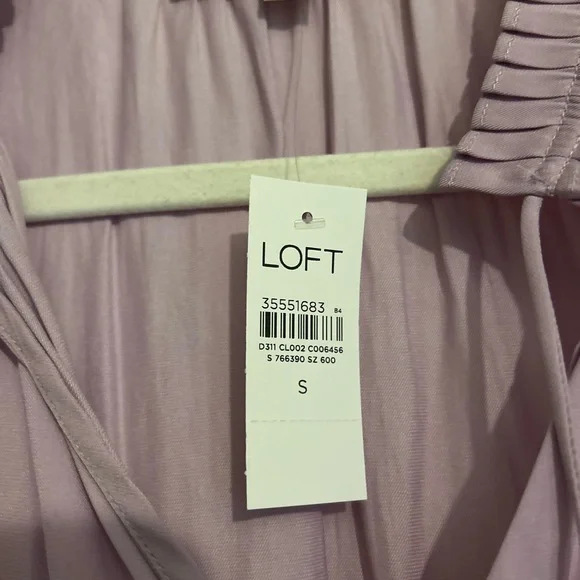 LOFT
35551683 B4
D311 CL002 C006456
S 766390 SZ 600
S